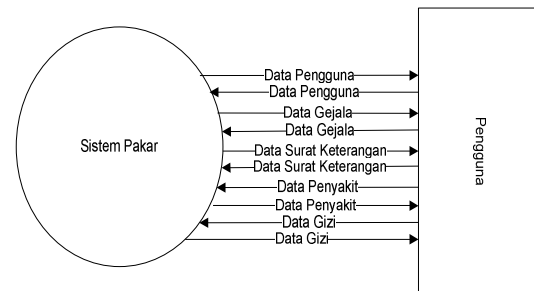 Data Pengguna
Data Pengguna
Data Gejala
Data Gejala
Sistem Pakar
Data Surat Keterangan
Data Surat Keterangan
Data Penyakit
Data Penyakit
Data Gizi
Data Gizi
Pengguna